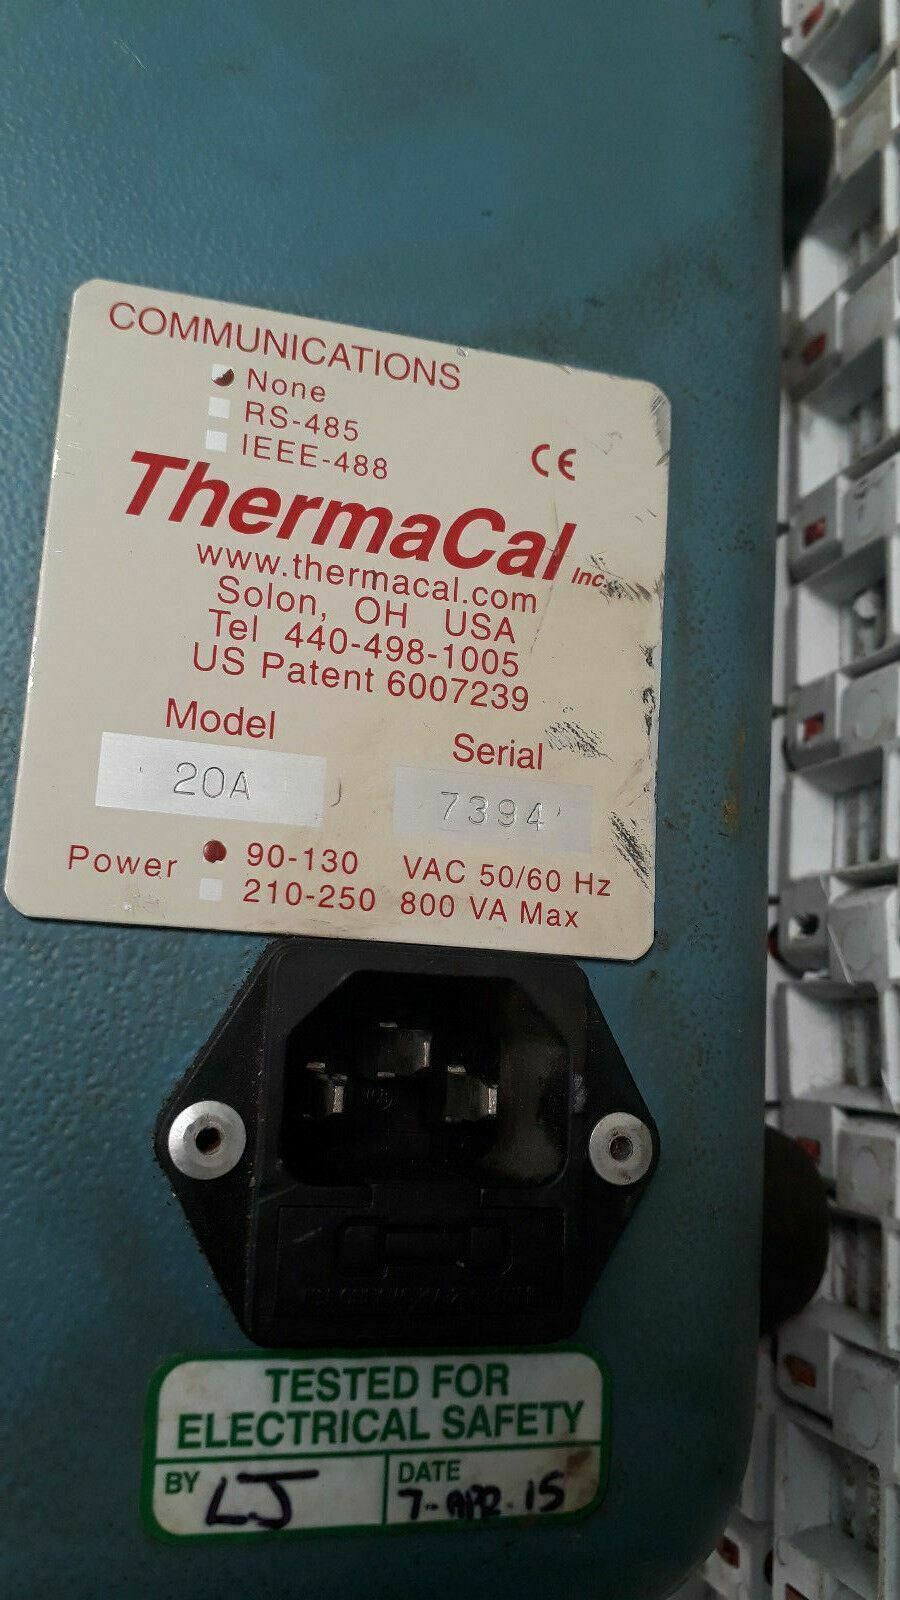 COMMUNICATIONS
None
RS-485
IEEE-488
CE
ThermaCal Inc.
www.thermacal.com
Solon, OH USA
Tel 440-498-1005
US Patent 6007239
Model Serial
20A 7394
Power 90-130 VAC 50/60 Hz
210-250 800 VA Max
TESTED FOR
ELECTRICAL SAFETY
BY LJ DATE 7-APR-15